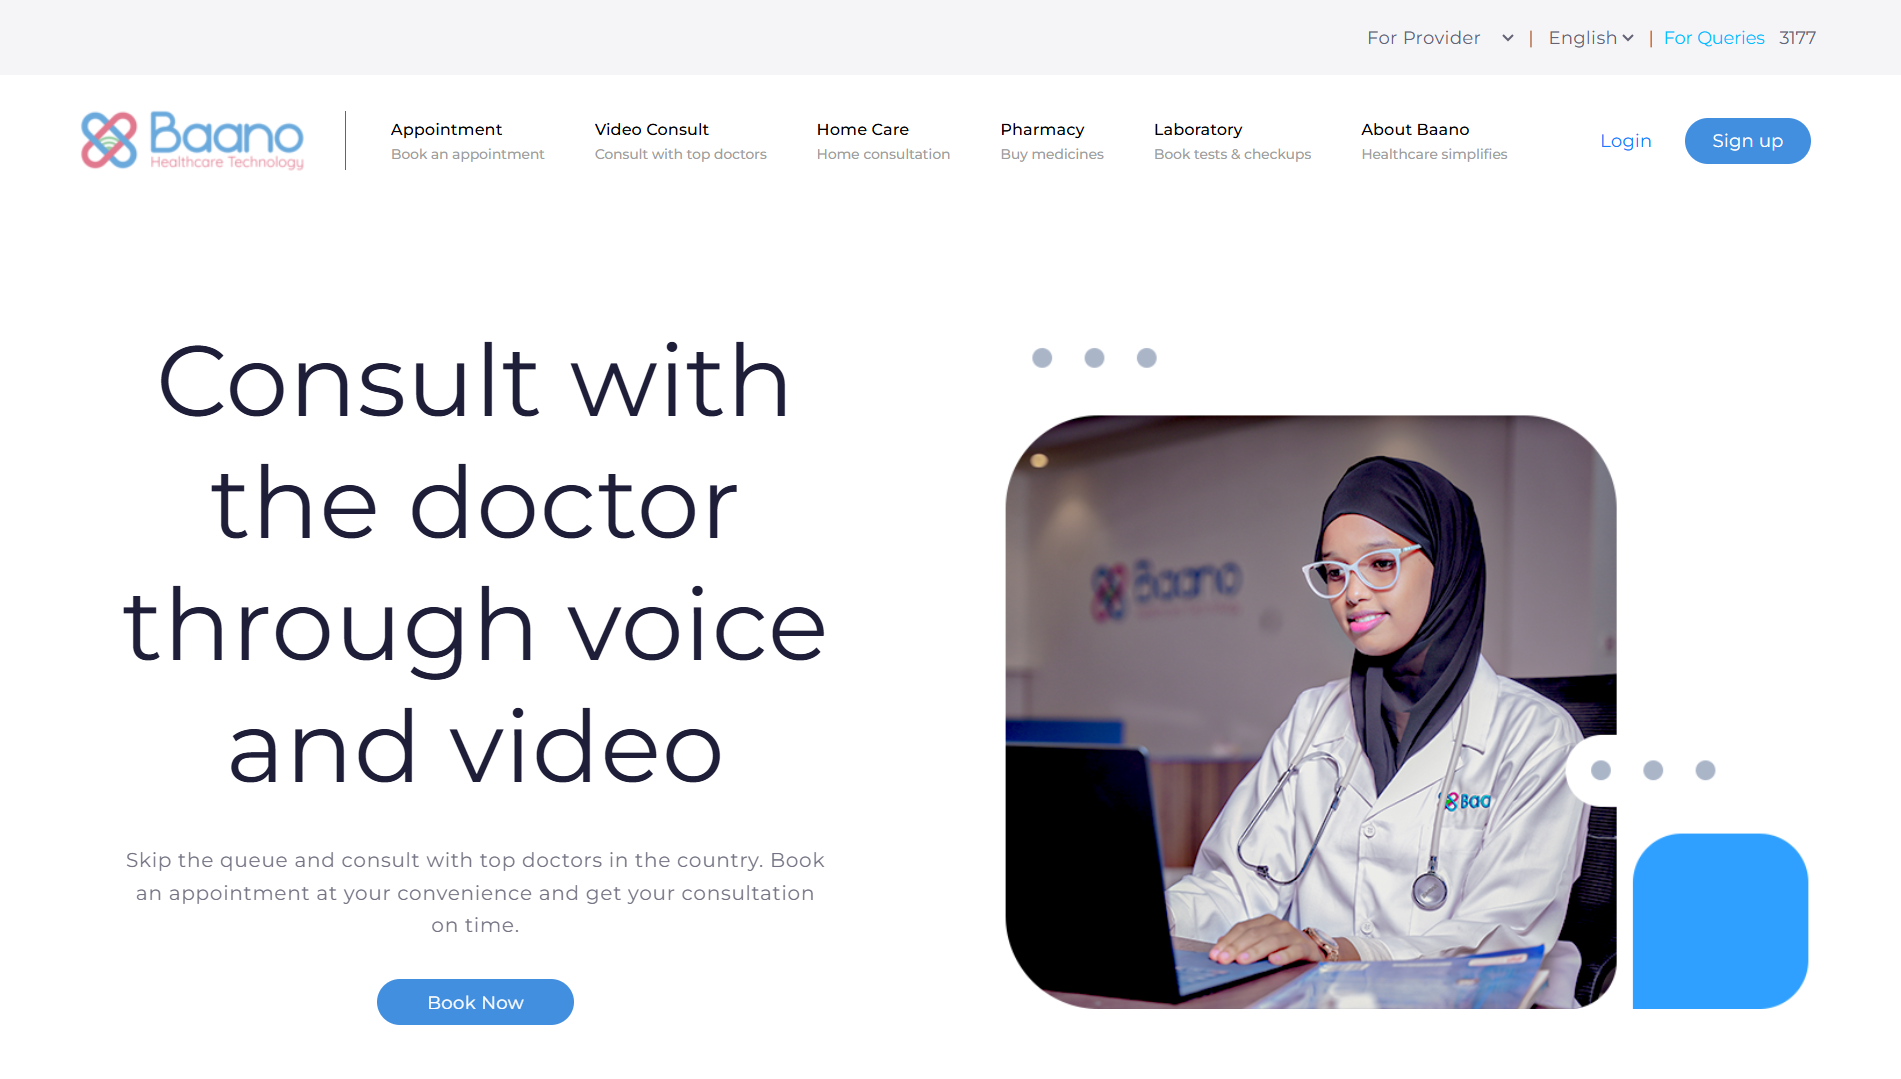 For Provider | English | For Queries 3177
Baano
Healthcare Technology
Appointment
Book an appointment
Video Consult
Consult with top doctors
Home Care
Home consultation
Pharmacy
Buy medicines
Laboratory
Book tests & checkups
About Baano
Healthcare simplifies
Login
Sign up
Consult with
the doctor
through voice
and video
Skip the queue and consult with top doctors in the country. Book
an appointment at your convenience and get your consultation
on time.
Book Now
Baano
Baa